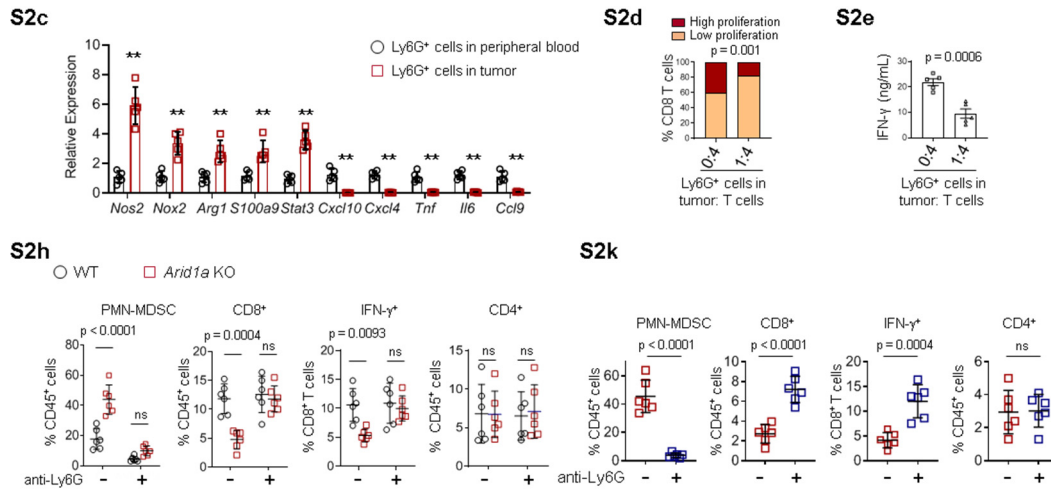 S2c
Relative Expression
10
8
6
4
2
0
** ** ** ** ** ** ** ** ** **
Ly6G⁺ cells in peripheral blood
Ly6G⁺ cells in tumor
Nos2 Nox2 Arg1 S100a9 Stat3 Cxcl10 Cxcl4 Tnf Il6 Ccl9
S2d
High proliferation
Low proliferation
p = 0.001
% CD8 T cells
100
80
60
40
20
0
0:4 1:4
Ly6G⁺ cells in
tumor: T cells
S2e
p = 0.0006
IFN-γ (ng/mL)
30
20
10
0
0:4 1:4
Ly6G⁺ cells in
tumor: T cells
S2h
WT Arid1a KO
PMN-MDSC
p < 0.0001
ns
% CD45⁺ cells
80
60
40
20
0
anti-Ly6G - +
CD8⁺
p = 0.0004
ns
% CD45⁺ cells
20
15
10
5
0
- +
IFN-γ⁺
p = 0.0093
ns
% CD8⁺ T cells
20
15
10
5
0
- +
CD4⁺
ns ns
% CD45⁺ cells
4
3
2
1
0
- +
S2k
PMN-MDSC
p < 0.0001
% CD45⁺ cells
80
60
40
20
0
anti-Ly6G - +
CD8⁺
p < 0.0001
% CD45⁺ cells
10
8
6
4
2
0
- +
IFN-γ⁺
p = 0.0004
% CD8⁺ T cells
20
15
10
5
0
- +
CD4⁺
ns
% CD45⁺ cells
6
4
2
0
- +